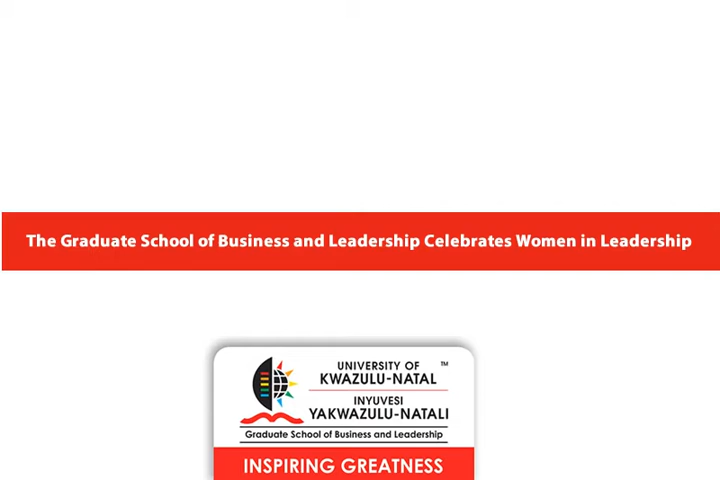 The Graduate School of Business and Leadership Celebrates Women in Leadership
UNIVERSITY OF ™
KWAZULU-NATAL
INYUVESI
YAKWAZULU-NATALI
Graduate School of Business and Leadership
INSPIRING GREATNESS